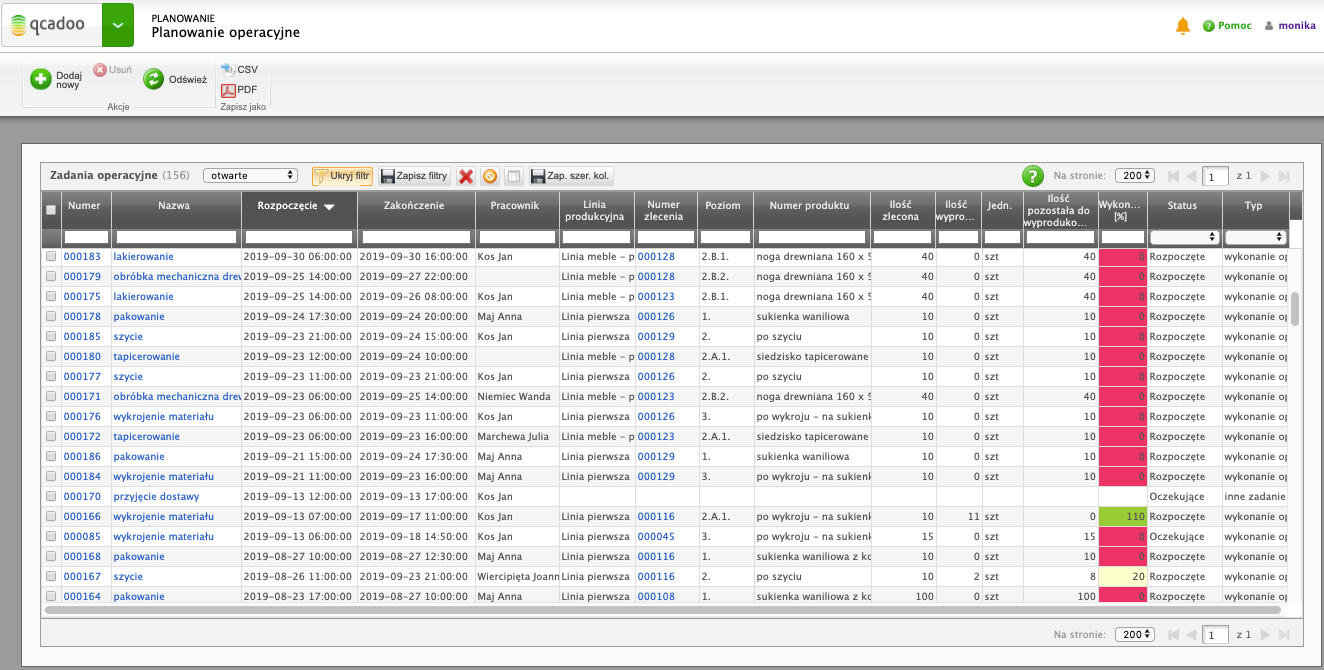 qcadoo
PLANOWANIE
Planowanie operacyjne
Pomoc
monika
Dodaj nowy
Usuń
Odśwież
Akcje
CSV
PDF
Zapisz jako
Zadania operacyjne (156) otwarte Ukryj filtr Zapisz filtry Zap. szer. kol. ? Na stronie: 200 1 z 1
Numer Nazwa Rozpoczęcie Zakończenie Pracownik Linia produkcyjna Numer zlecenia Poziom Numer produktu Ilość zlecona Ilość wypro... Jedn. Ilość pozostała do wyproduko... Wykon... [%] Status Typ
000183 lakierowanie 2019-09-30 06:00:00 2019-09-30 16:00:00 Kos Jan Linia meble - p 000128 2.B.1. noga drewniana 160 x 5 40 0 szt 40 0 Rozpoczęte wykonanie op
000179 obróbka mechaniczna drew 2019-09-25 14:00:00 2019-09-27 22:00:00 Linia meble - p 000128 2.B.2. noga drewniana 160 x 5 40 0 szt 40 0 Rozpoczęte wykonanie op
000175 lakierowanie 2019-09-25 14:00:00 2019-09-26 08:00:00 Kos Jan Linia meble - p 000123 2.B.1. noga drewniana 160 x 5 40 0 szt 40 0 Rozpoczęte wykonanie op
000178 pakowanie 2019-09-24 17:30:00 2019-09-24 20:00:00 Maj Anna Linia pierwsza 000126 1. sukienka waniliowa 10 0 szt 10 0 Rozpoczęte wykonanie op
000185 szycie 2019-09-23 21:00:00 2019-09-24 15:00:00 Kos Jan Linia pierwsza 000129 2. po szyciu 10 0 szt 10 0 Rozpoczęte wykonanie op
000180 tapicerowanie 2019-09-23 12:00:00 2019-09-24 10:00:00 Linia meble - p 000128 2.A.1. siedzisko tapicerowane 10 0 szt 10 0 Rozpoczęte wykonanie op
000177 szycie 2019-09-23 11:00:00 2019-09-23 21:00:00 Kos Jan Linia pierwsza 000126 2. po szyciu 10 0 szt 10 0 Rozpoczęte wykonanie op
000171 obróbka mechaniczna drew 2019-09-23 06:00:00 2019-09-25 14:00:00 Niemiec Wanda Linia meble - p 000123 2.B.2. noga drewniana 160 x 5 40 0 szt 40 0 Rozpoczęte wykonanie op
000176 wykrojenie materiału 2019-09-23 06:00:00 2019-09-23 11:00:00 Kos Jan Linia pierwsza 000126 3. po wykroju - na sukienk 10 0 szt 10 0 Rozpoczęte wykonanie op
000172 tapicerowanie 2019-09-23 06:00:00 2019-09-23 16:00:00 Marchewa Julia Linia meble - p 000123 2.A.1. siedzisko tapicerowane 10 0 szt 10 0 Rozpoczęte wykonanie op
000186 pakowanie 2019-09-21 15:00:00 2019-09-24 17:30:00 Maj Anna Linia pierwsza 000129 1. sukienka waniliowa 10 0 szt 10 0 Rozpoczęte wykonanie op
000184 wykrojenie materiału 2019-09-21 11:00:00 2019-09-23 16:00:00 Maj Anna Linia pierwsza 000129 3. po wykroju - na sukienk 10 0 szt 10 0 Rozpoczęte wykonanie op
000170 przyjęcie dostawy 2019-09-13 12:00:00 2019-09-13 17:00:00 Kos Jan Oczekujące inne zadanie
000166 wykrojenie materiału 2019-09-13 07:00:00 2019-09-17 11:00:00 Kos Jan Linia pierwsza 000116 2.A.1. po wykroju - na sukienk 10 11 szt 0 110 Rozpoczęte wykonanie op
000085 wykrojenie materiału 2019-09-13 06:00:00 2019-09-18 14:50:00 Kos Jan Linia pierwsza 000045 3. po wykroju - na sukienk 15 0 szt 15 0 Oczekujące wykonanie op
000168 pakowanie 2019-08-27 10:00:00 2019-08-27 12:30:00 Maj Anna Linia pierwsza 000116 1. sukienka waniliowa z ko 10 0 szt 10 0 Rozpoczęte wykonanie op
000167 szycie 2019-08-26 11:00:00 2019-09-23 21:00:00 Wiercipięta Joann Linia pierwsza 000116 2. po szyciu 10 2 szt 8 20 Rozpoczęte wykonanie op
000164 pakowanie 2019-08-23 17:00:00 2019-08-27 10:00:00 Maj Anna Linia pierwsza 000108 1. sukienka waniliowa z ko 100 0 szt 100 0 Rozpoczęte wykonanie op
Na stronie: 200 1 z 1